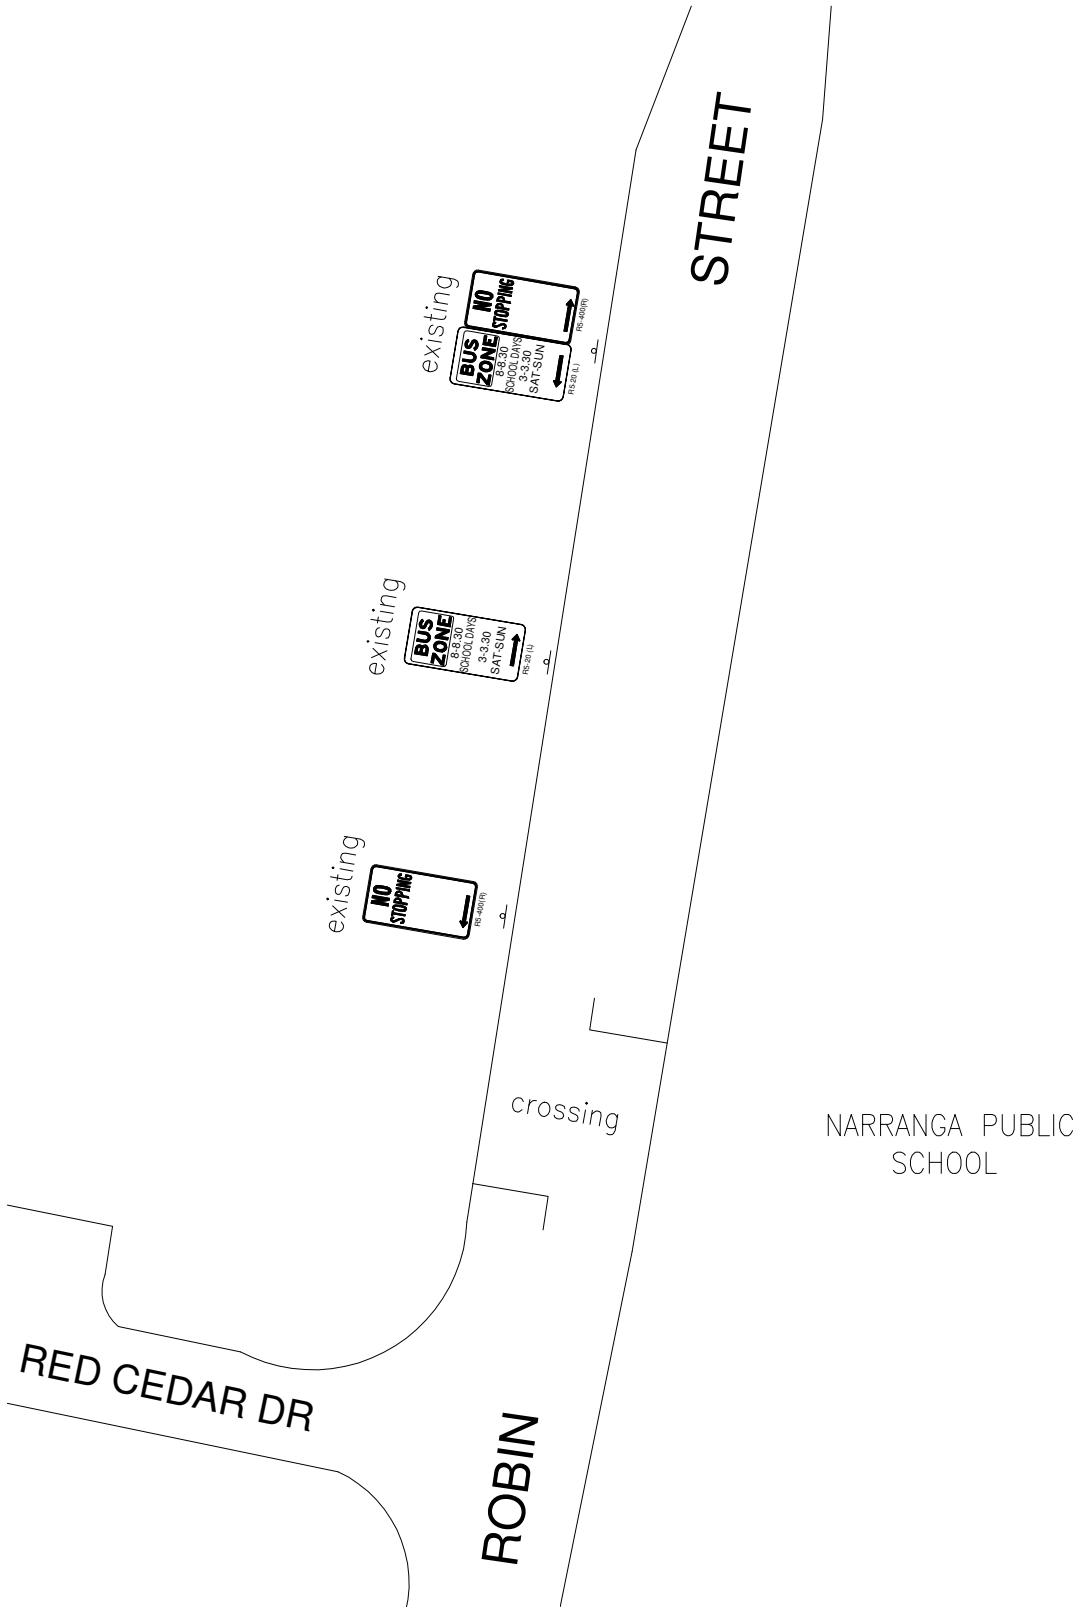 STREET
existing
NO
STOPPING
R5-400(R)
BUS
ZONE
8-8.30
SCHOOL DAYS
3-3.30
SAT-SUN
R5-20 (L)
existing
BUS
ZONE
8-8.30
SCHOOL DAYS
3-3.30
SAT-SUN
R5-20 (L)
existing
NO
STOPPING
R5-400(R)
crossing
NARRANGA PUBLIC
SCHOOL
RED CEDAR DR
ROBIN